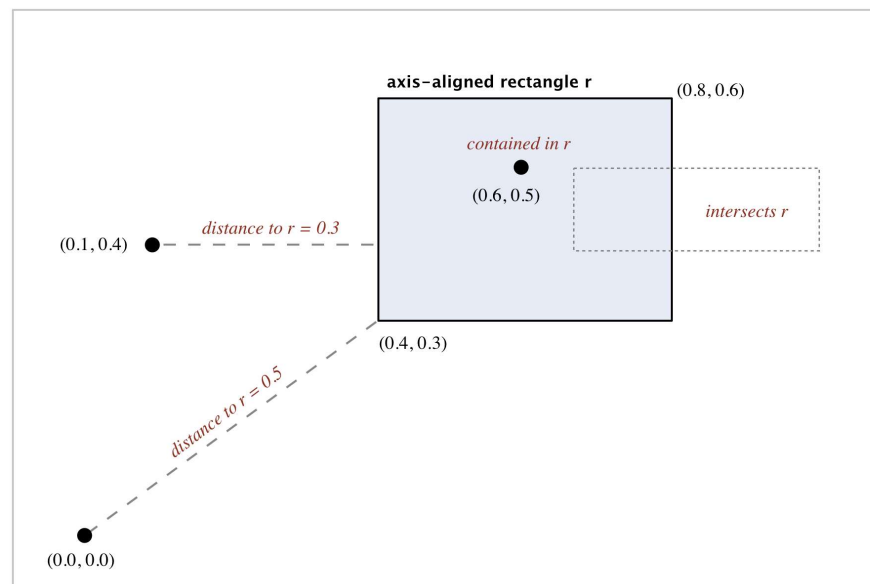 axis-aligned rectangle r
(0.8, 0.6)
contained in r
(0.6, 0.5)
intersects r
distance to r = 0.3
(0.1, 0.4)
(0.4, 0.3)
distance to r = 0.5
(0.0, 0.0)